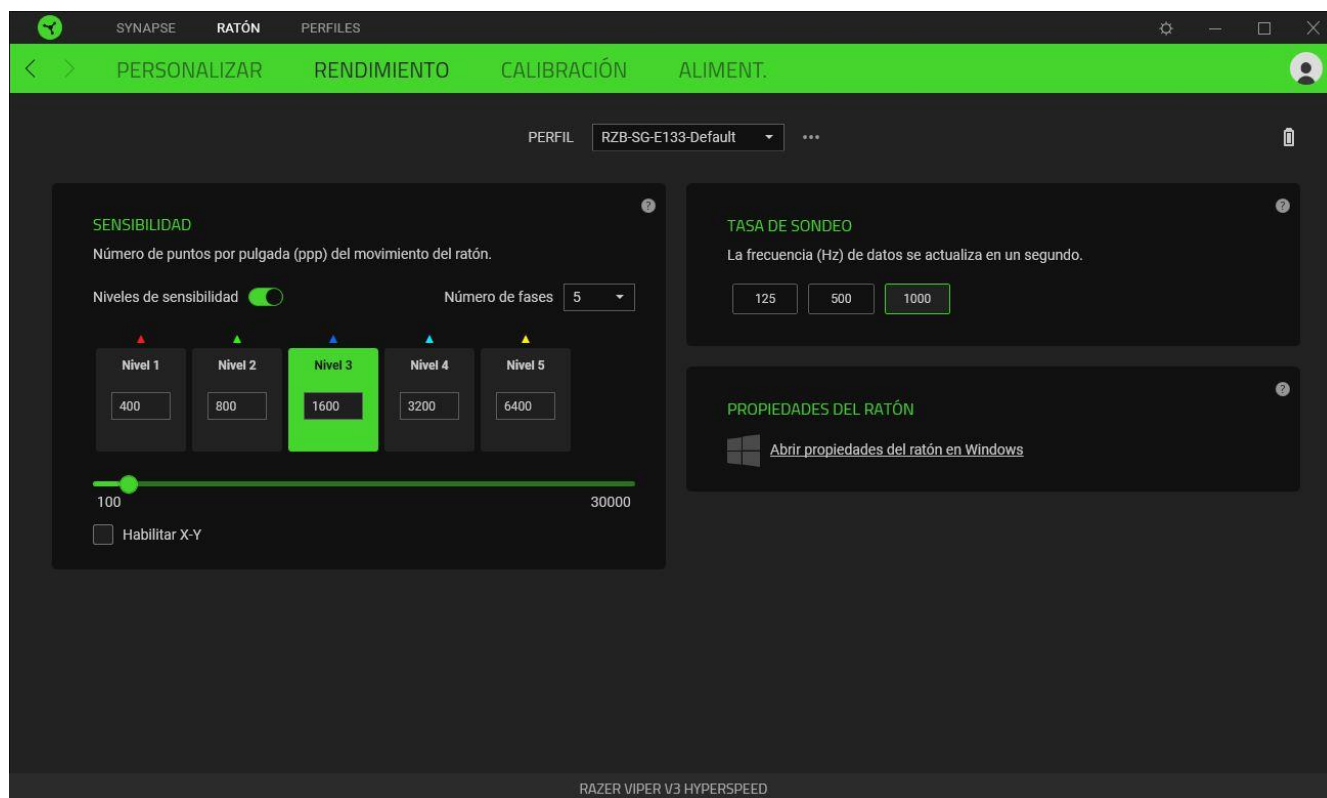 SYNAPSE RATÓN PERFILES
PERSONALIZAR RENDIMIENTO CALIBRACIÓN ALIMENT.
PERFIL RZB-SG-E133-Default
SENSIBILIDAD
Número de puntos por pulgada (ppp) del movimiento del ratón.
Niveles de sensibilidad Número de fases 5
Nivel 1 Nivel 2 Nivel 3 Nivel 4 Nivel 5
400 800 1600 3200 6400
100 30000
Habilitar X-Y
TASA DE SONDEO
La frecuencia (Hz) de datos se actualiza en un segundo.
125 500 1000
PROPIEDADES DEL RATÓN
Abrir propiedades del ratón en Windows
RAZER VIPER V3 HYPERSPEED